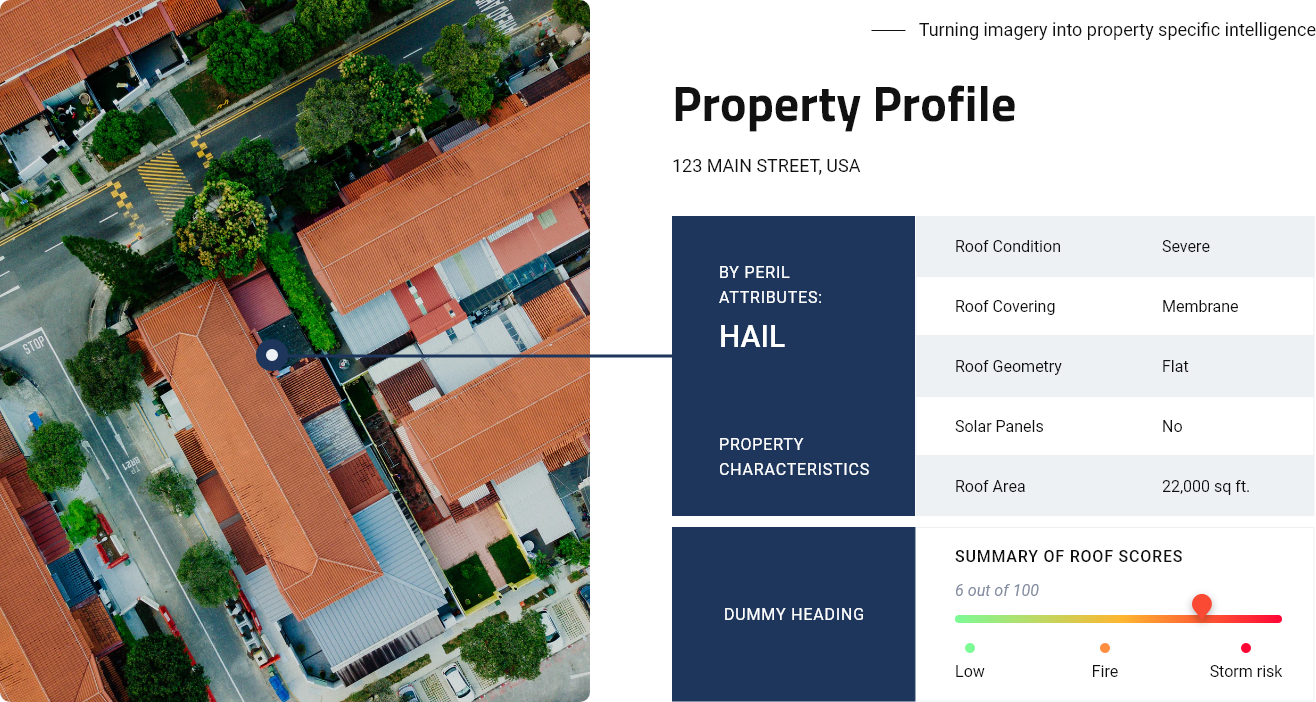 Turning imagery into property specific intelligence
Property Profile
123 MAIN STREET, USA
BY PERIL
ATTRIBUTES:
HAIL
PROPERTY
CHARACTERISTICS
Roof Condition Severe
Roof Covering Membrane
Roof Geometry Flat
Solar Panels No
Roof Area 22,000 sq ft.
DUMMY HEADING
SUMMARY OF ROOF SCORES
6 out of 100
Low Fire Storm risk
STOP